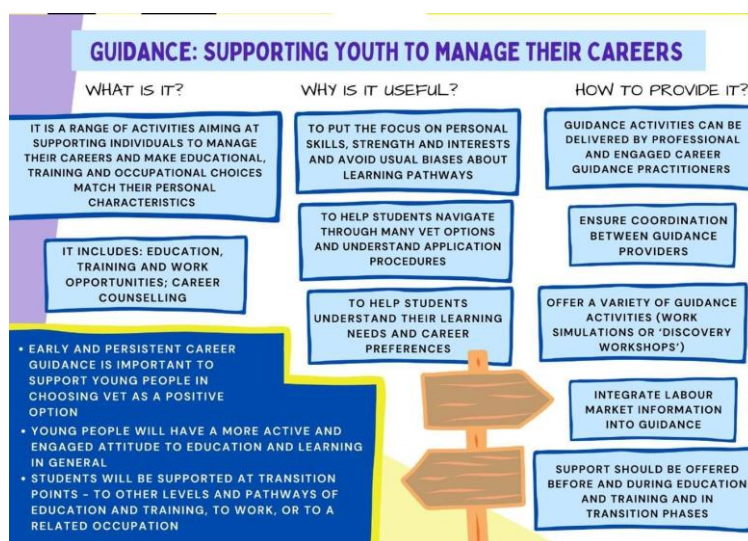 GUIDANCE: SUPPORTING YOUTH TO MANAGE THEIR CAREERS
WHAT IS IT?
IT IS A RANGE OF ACTIVITIES AIMING AT
SUPPORTING INDIVIDUALS TO MANAGE
THEIR CAREERS AND MAKE EDUCATIONAL,
TRAINING AND OCCUPATIONAL CHOICES
MATCH THEIR PERSONAL
CHARACTERISTICS
IT INCLUDES: EDUCATION,
TRAINING AND WORK
OPPORTUNITIES; CAREER
COUNSELLING
WHY IS IT USEFUL?
TO PUT THE FOCUS ON PERSONAL
SKILLS, STRENGTH AND INTERESTS
AND AVOID USUAL BIASES ABOUT
LEARNING PATHWAYS
TO HELP STUDENTS NAVIGATE
THROUGH MANY VET OPTIONS
AND UNDERSTAND APPLICATION
PROCEDURES
TO HELP STUDENTS
UNDERSTAND THEIR LEARNING
NEEDS AND CAREER
PREFERENCES
HOW TO PROVIDE IT?
GUIDANCE ACTIVITIES CAN BE
DELIVERED BY PROFESSIONAL
AND ENGAGED CAREER
GUIDANCE PRACTITIONERS
ENSURE COORDINATION
BETWEEN GUIDANCE
PROVIDERS
OFFER A VARIETY OF GUIDANCE
ACTIVITIES (WORK
SIMULATIONS OR 'DISCOVERY
WORKSHOPS')
INTEGRATE LABOUR
MARKET INFORMATION
INTO GUIDANCE
SUPPORT SHOULD BE OFFERED
BEFORE AND DURING EDUCATION
AND TRAINING AND IN
TRANSITION PHASES
• EARLY AND PERSISTENT CAREER
GUIDANCE IS IMPORTANT TO
SUPPORT YOUNG PEOPLE IN
CHOOSING VET AS A POSITIVE
OPTION
• YOUNG PEOPLE WILL HAVE A MORE ACTIVE AND
ENGAGED ATTITUDE TO EDUCATION AND LEARNING
IN GENERAL
• STUDENTS WILL BE SUPPORTED AT TRANSITION
POINTS - TO OTHER LEVELS AND PATHWAYS OF
EDUCATION AND TRAINING, TO WORK, OR TO A
RELATED OCCUPATION